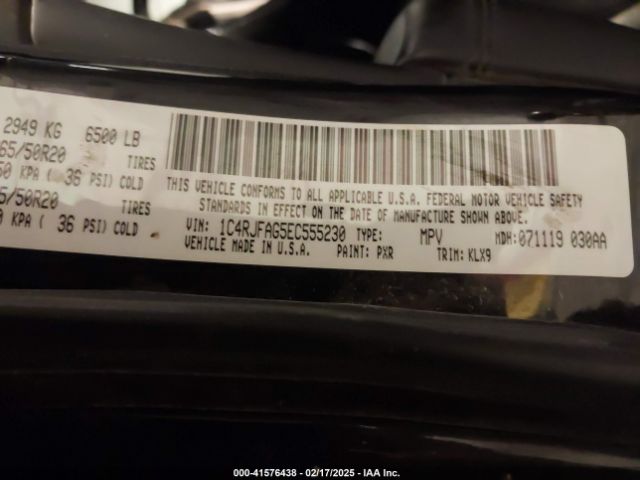 2949 KG 6500 LB
65/50R20 TIRES
KPA ( 36 PSI) COLD
5/50R20 TIRES
0 KPA ( 36 PSI) COLD
THIS VEHICLE CONFORMS TO ALL APPLICABLE U.S.A. FEDERAL MOTOR VEHICLE SAFETY
STANDARDS IN EFFECT ON THE DATE OF MANUFACTURE SHOWN ABOVE.
VIN: 1C4RJFAG5EC555230 TYPE: MPV MDH:071119 030AA
VEHICLE MADE IN U.S.A. PAINT: PXR TRIM: KLX9
000-41576438 - 02/17/2025 - IAA Inc.